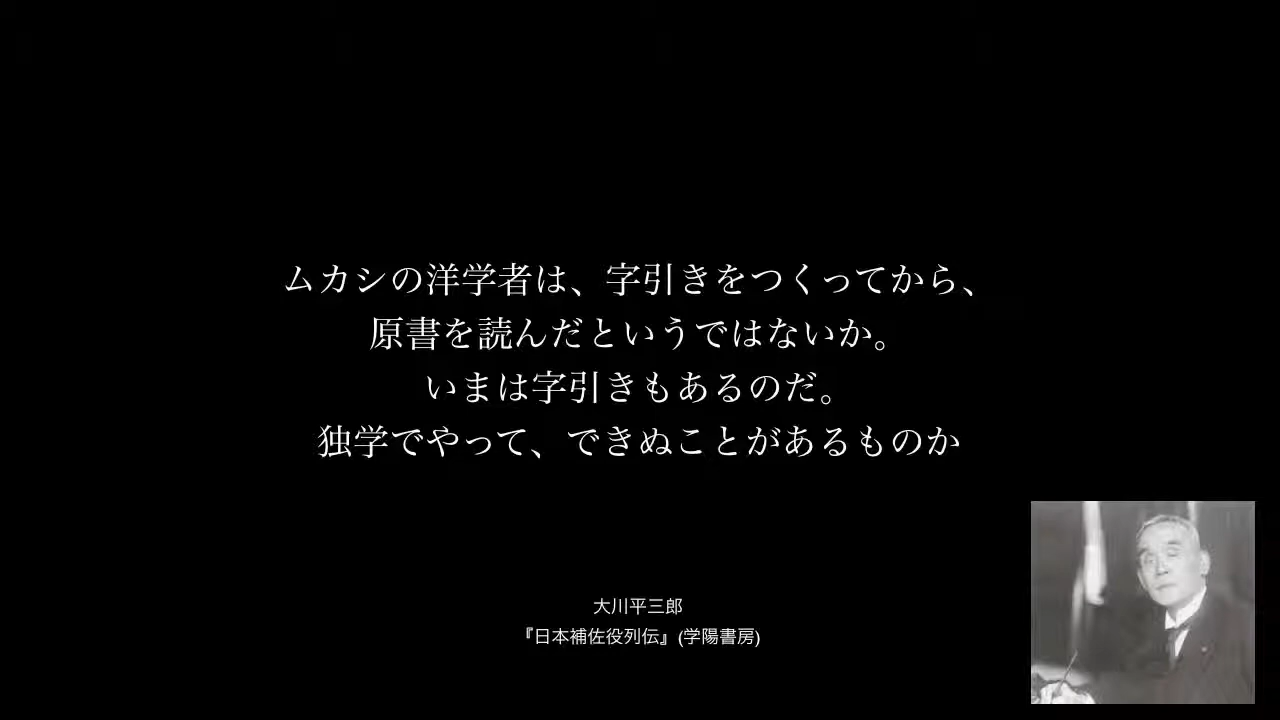 ムカシの洋学者は、字引きをつくってから、
原書を読んだというではないか。
いまは字引きもあるのだ。
独学でやって、できぬことがあるものか
大川平三郎
『日本補佐役列伝』(学陽書房)